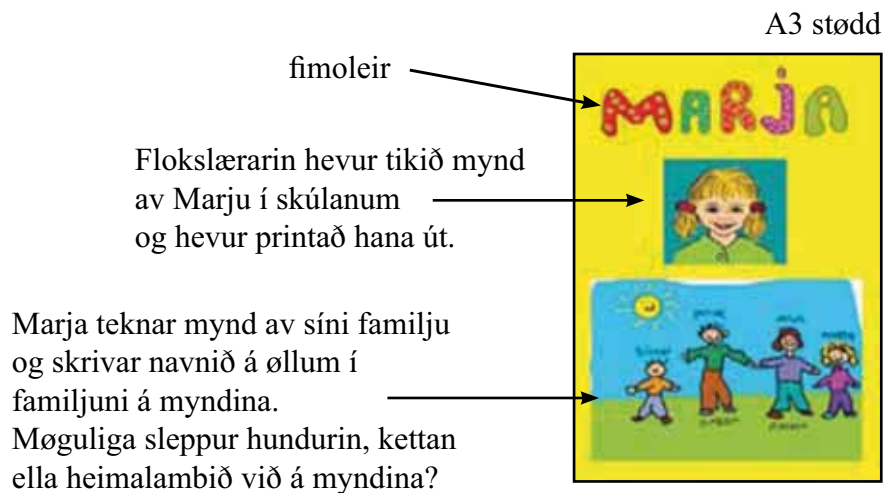 A3 stødd
fimoleir
MARJA
Flokslærarin hevur tikið mynd
av Marju í skúlanum
og hevur printað hana út.
Marja teknar mynd av síni familju
og skrivar navnið á øllum í
familjuni á myndina.
Møguliga sleppur hundurin, kettan
ella heimalambið við á myndina?